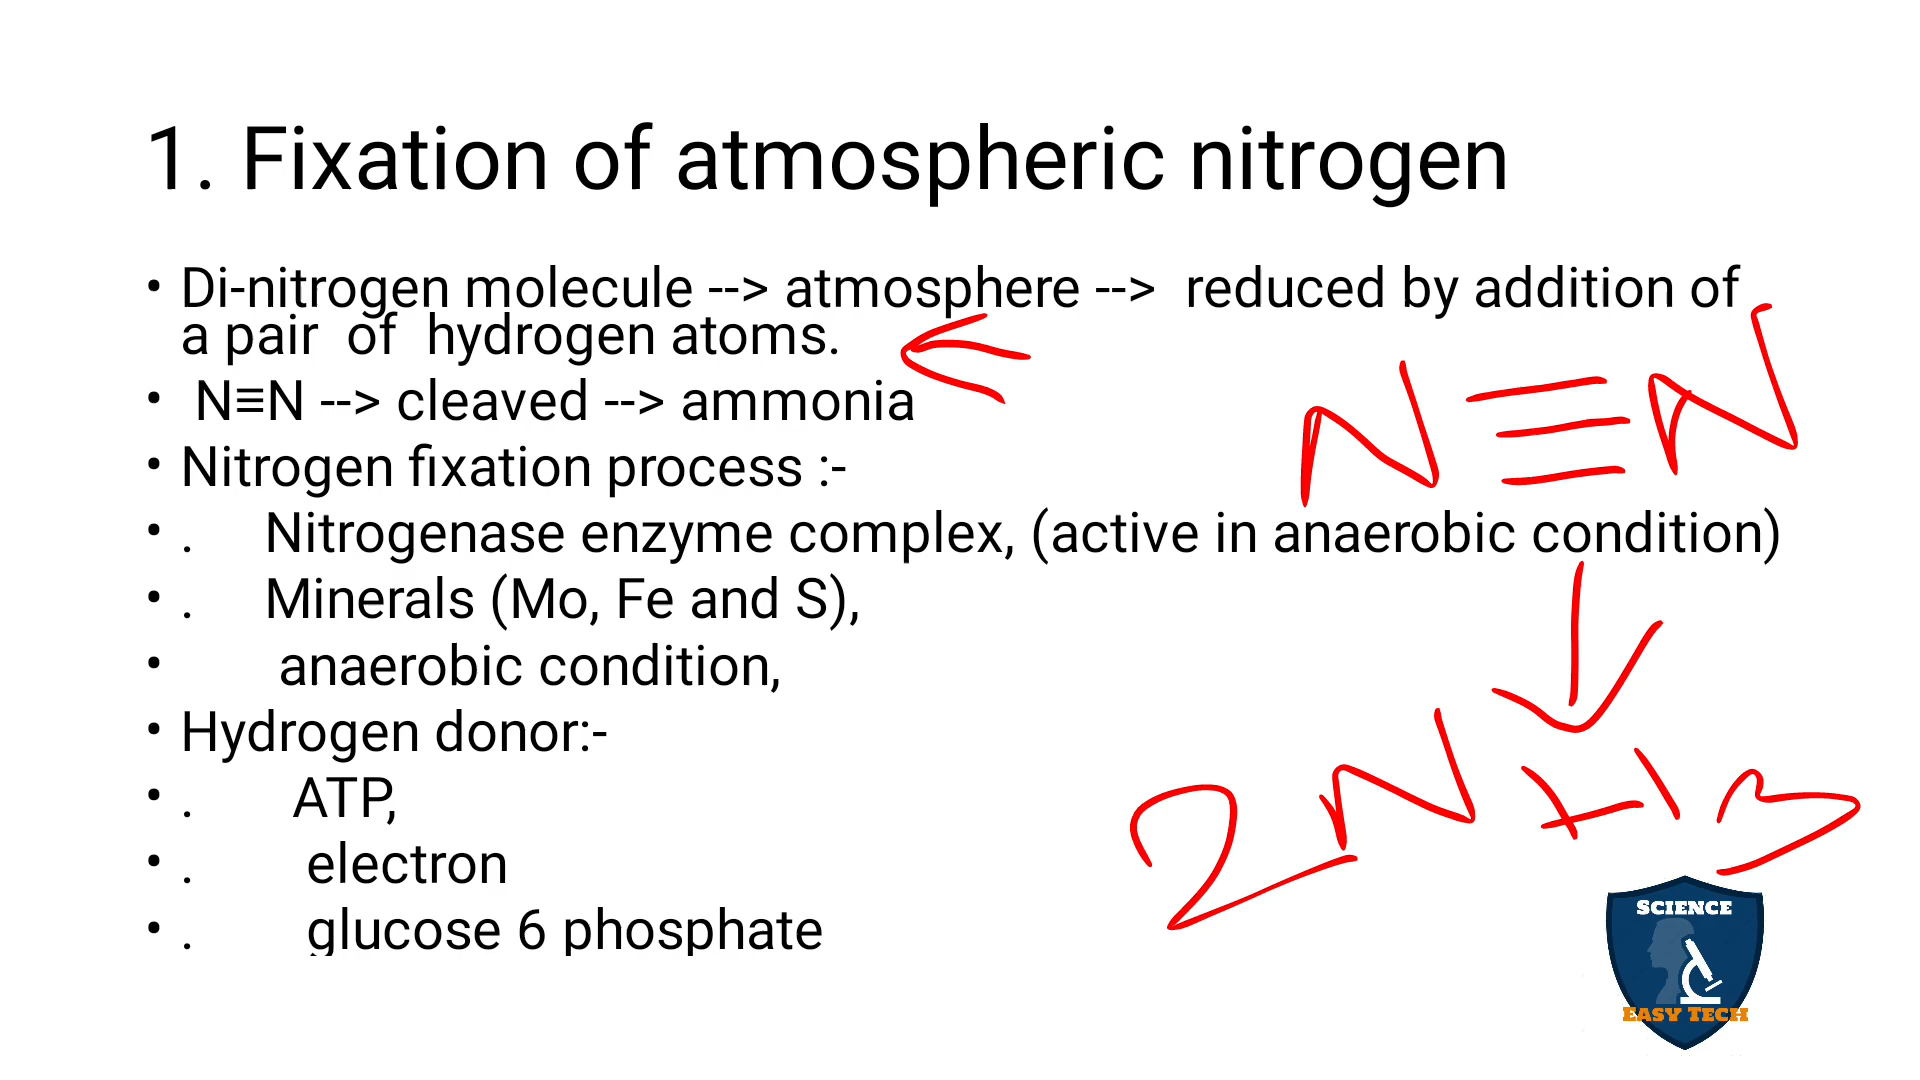 1. Fixation of atmospheric nitrogen
• Di-nitrogen molecule --> atmosphere --> reduced by addition of
a pair of hydrogen atoms.
• N≡N --> cleaved --> ammonia
N≡N
• Nitrogen fixation process :-
• . Nitrogenase enzyme complex, (active in anaerobic condition)
• . Minerals (Mo, Fe and S),
• anaerobic condition,
• Hydrogen donor:-
• . ATP,
2NH3
• . electron
• . glucose 6 phosphate
SCIENCE
EASY TECH